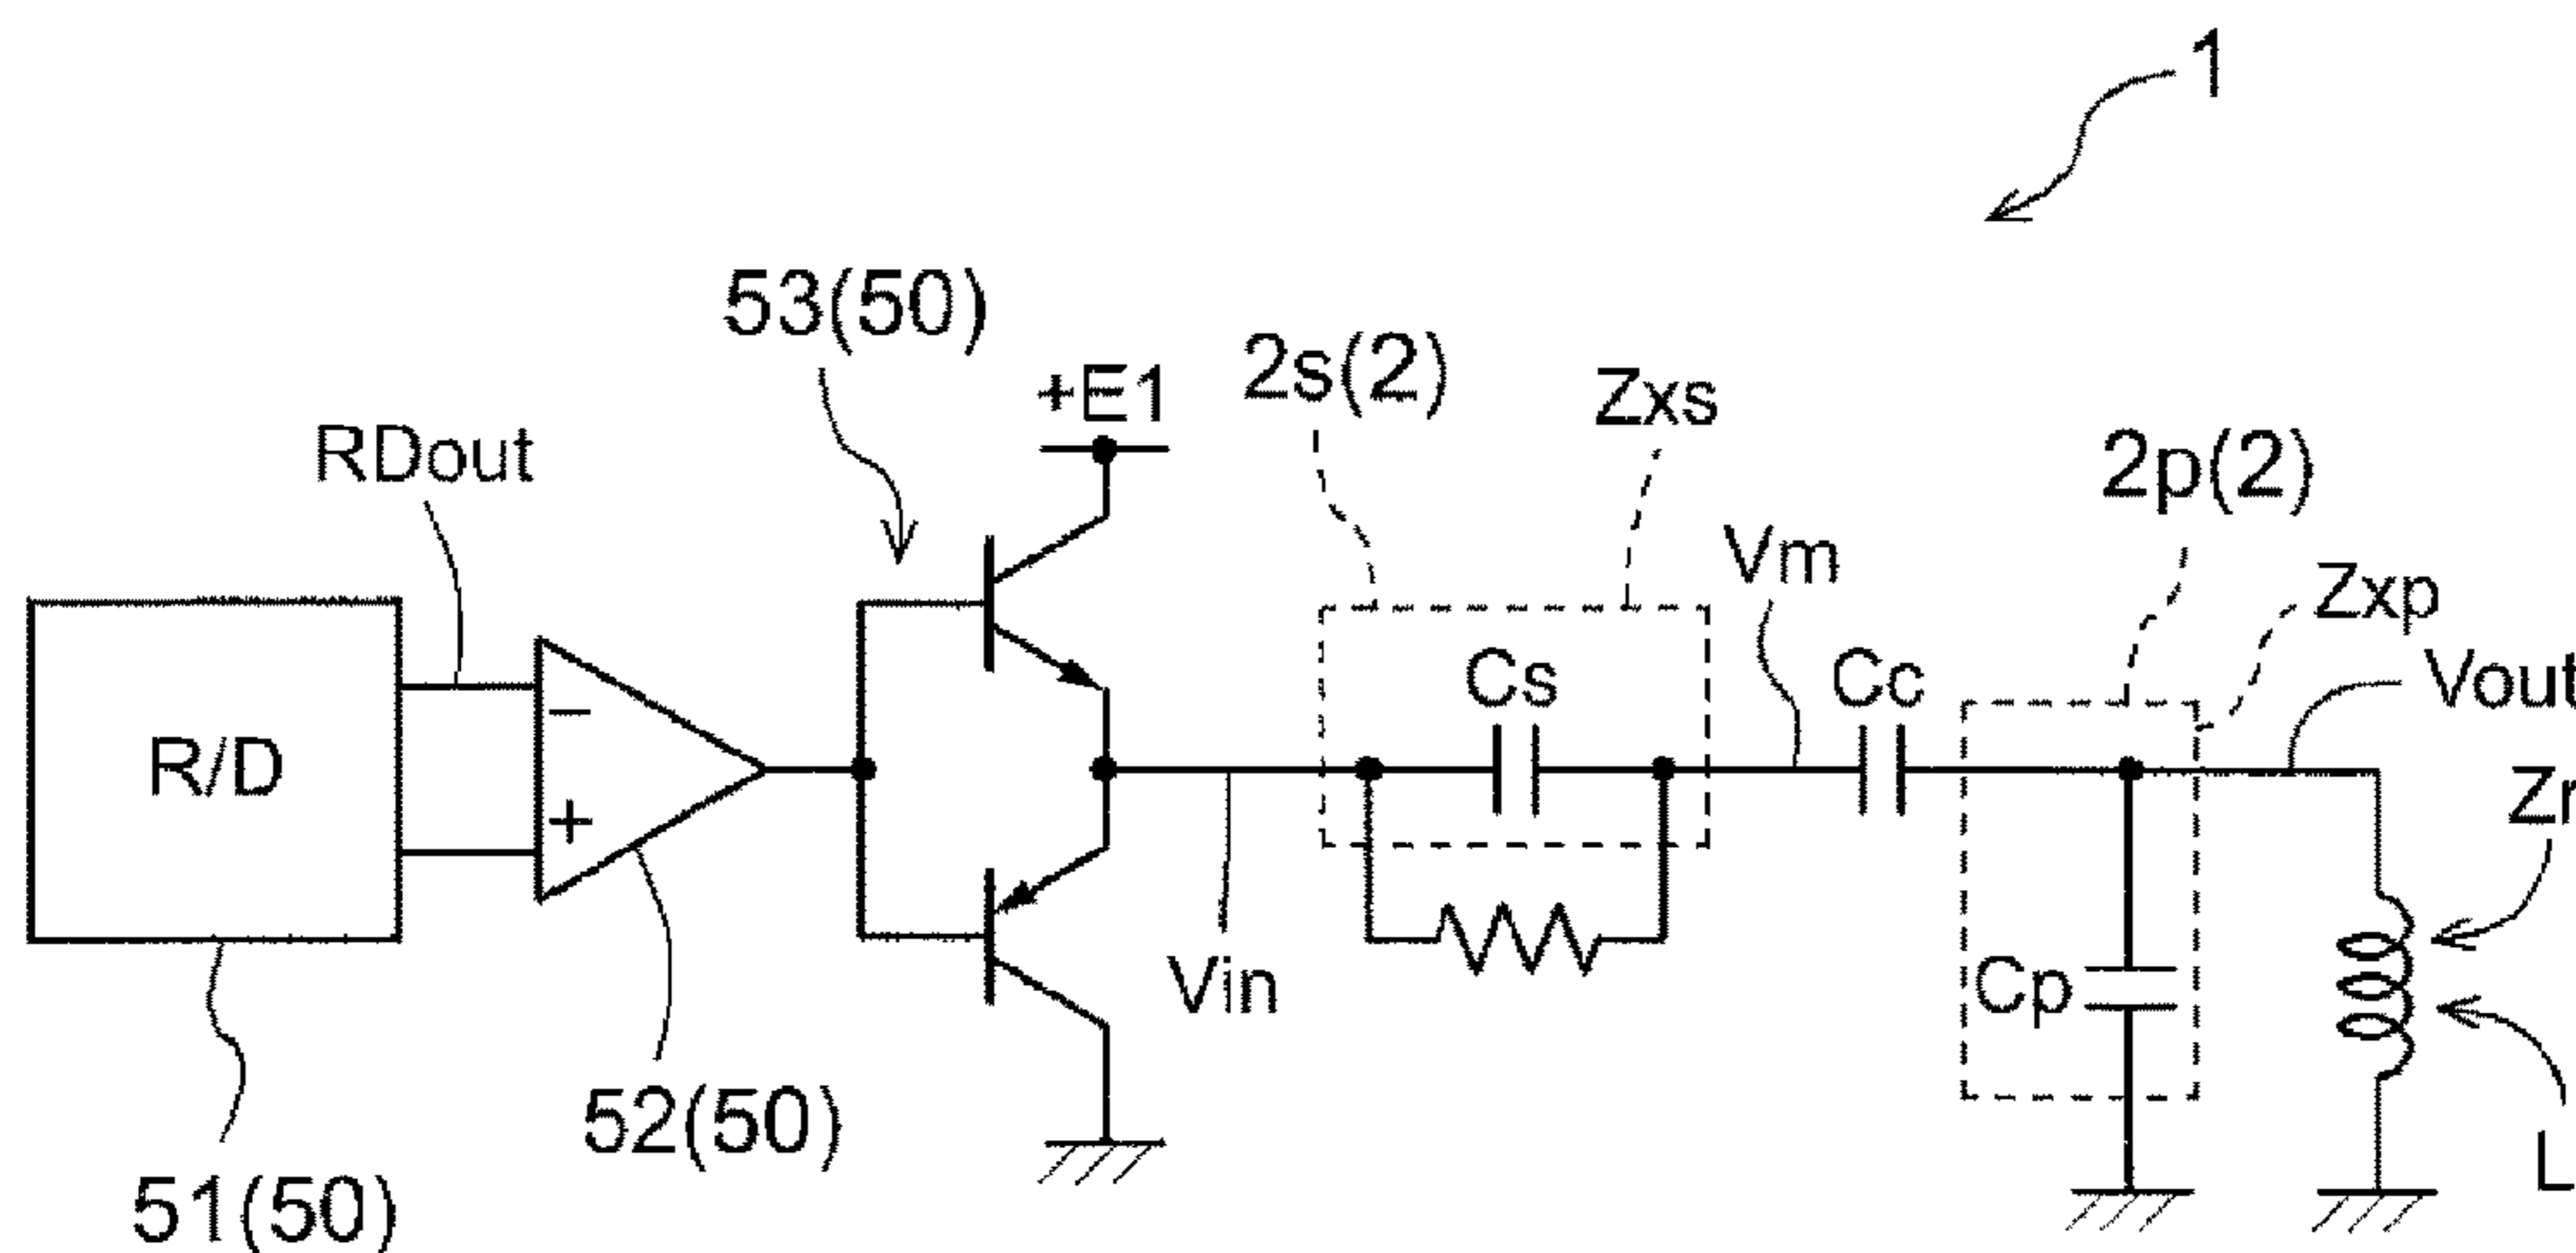 1
53(50)
+E1
2s(2)
Zxs
RDout
2p(2)
Vm
Zxp
Cs
Cc
Vout
R/D
−
+
Zr
Vin
Cp
52(50)
L
51(50)